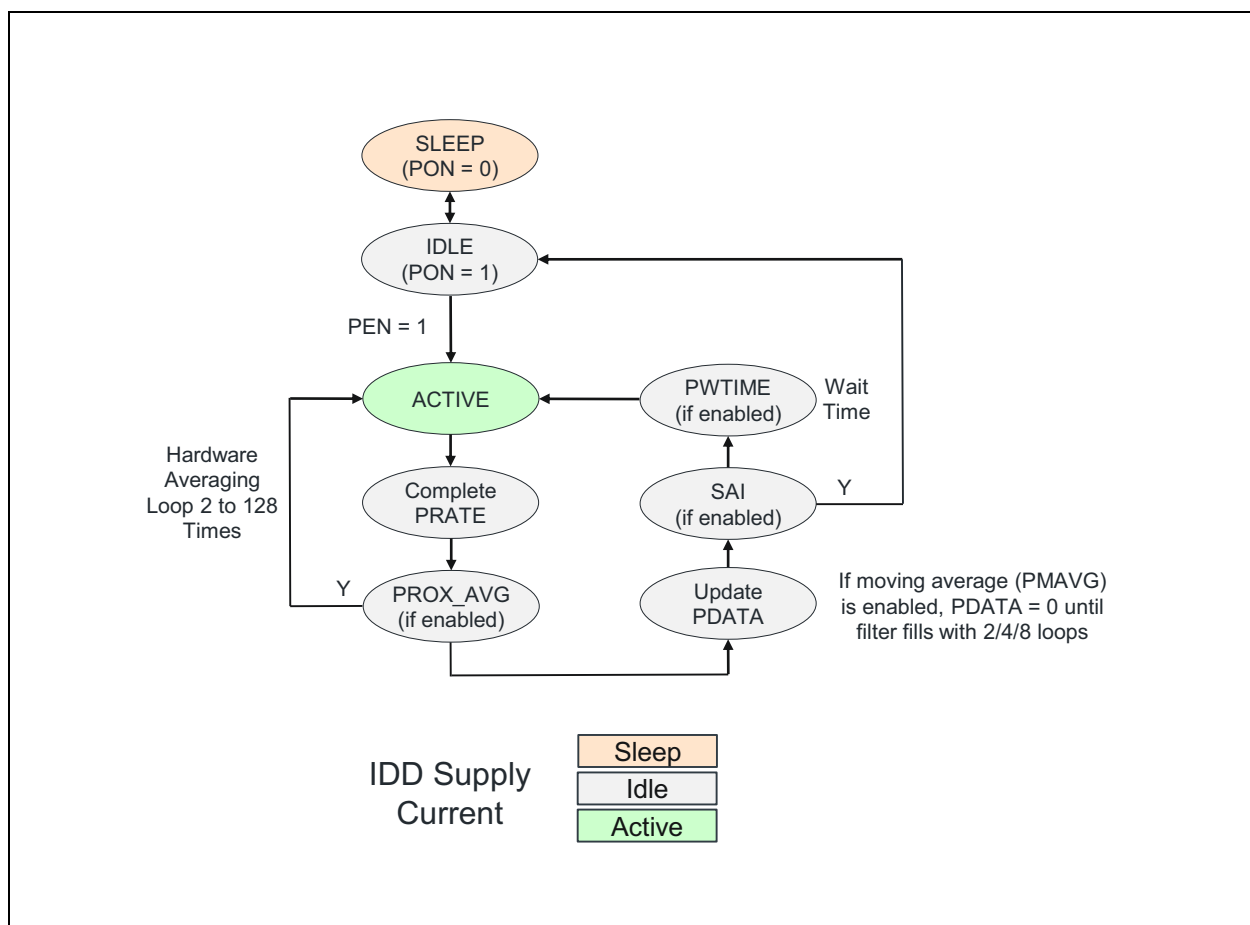 SLEEP
(PON = 0)
IDLE
(PON = 1)
PEN = 1
ACTIVE
PWTIME
(if enabled)
Wait
Time
Hardware
Averaging
Loop 2 to 128
Times
Complete
PRATE
SAI
(if enabled)
Y
Y
PROX_AVG
(if enabled)
Update
PDATA
If moving average (PMAVG)
is enabled, PDATA = 0 until
filter fills with 2/4/8 loops
IDD Supply
Current
Sleep
Idle
Active